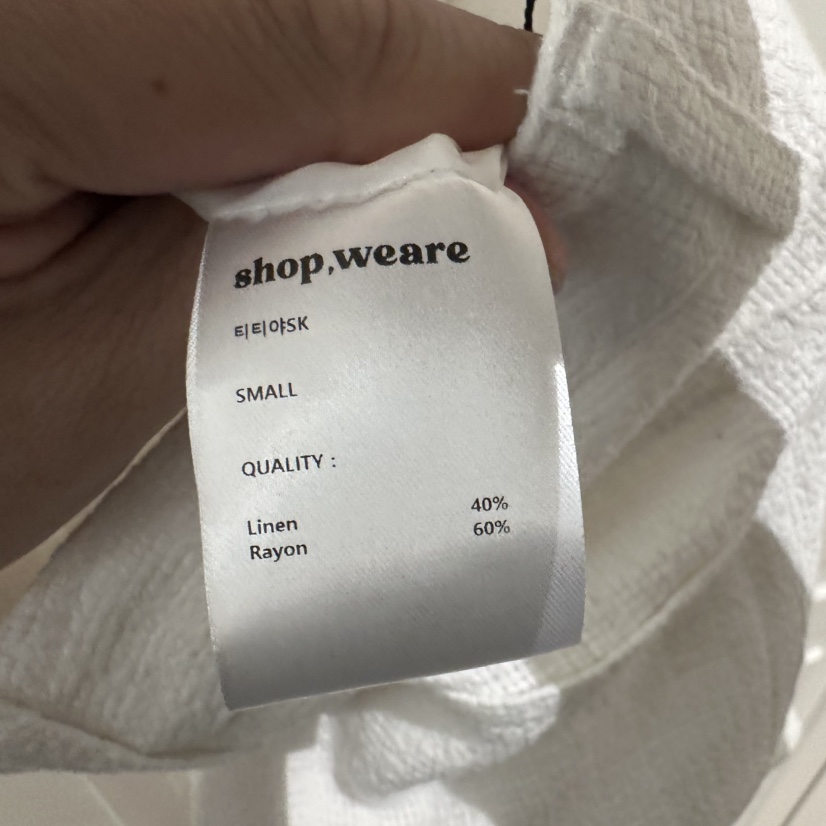 shop,weare
티티야SK
SMALL
QUALITY :
Linen 40%
Rayon 60%